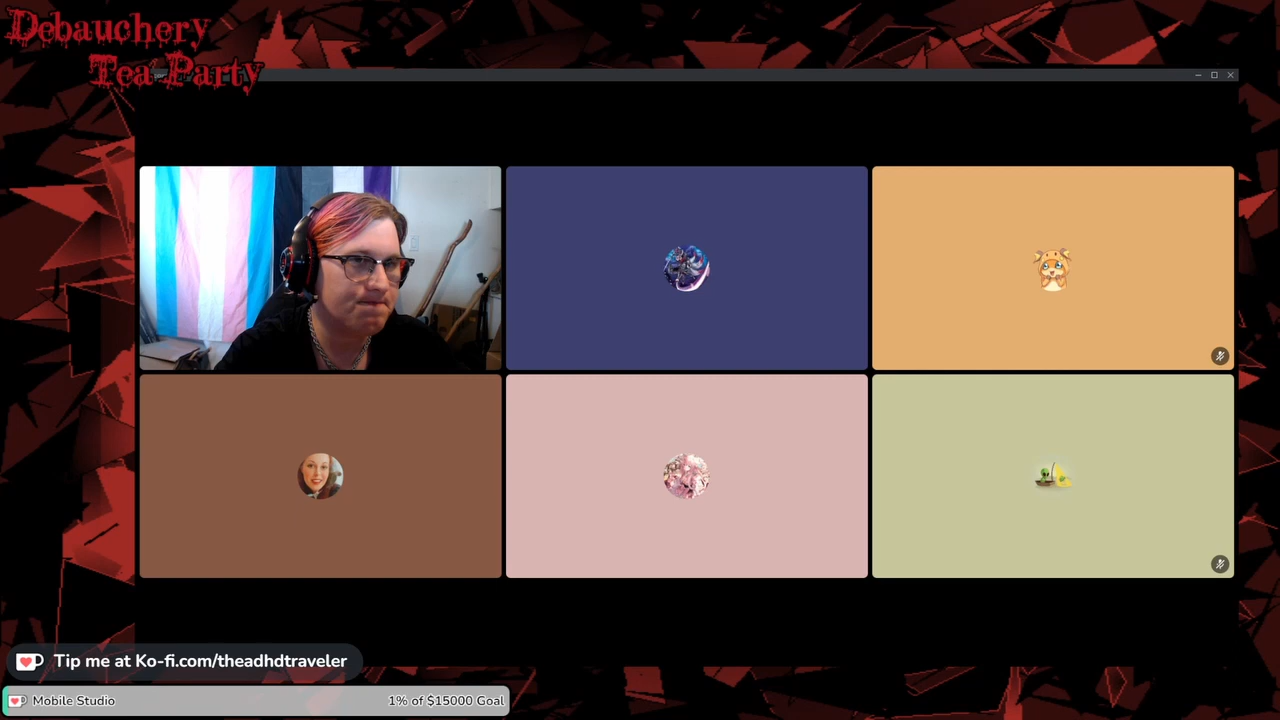 Debauchery
Tea Party
Tip me at Ko-fi.com/theadhdtraveler
Mobile Studio
1% of $15000 Goal